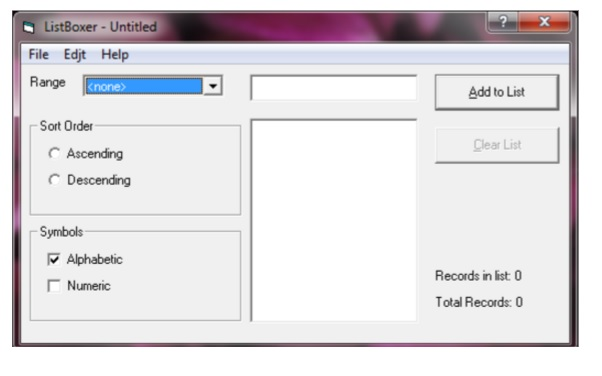 ListBoxer - Untitled
?
File Edjt Help
Range <none>
Add to List
Sort Order
Ascending
Descending
Clear List
Symbols
Alphabetic
Numeric
Records in list: 0
Total Records: 0